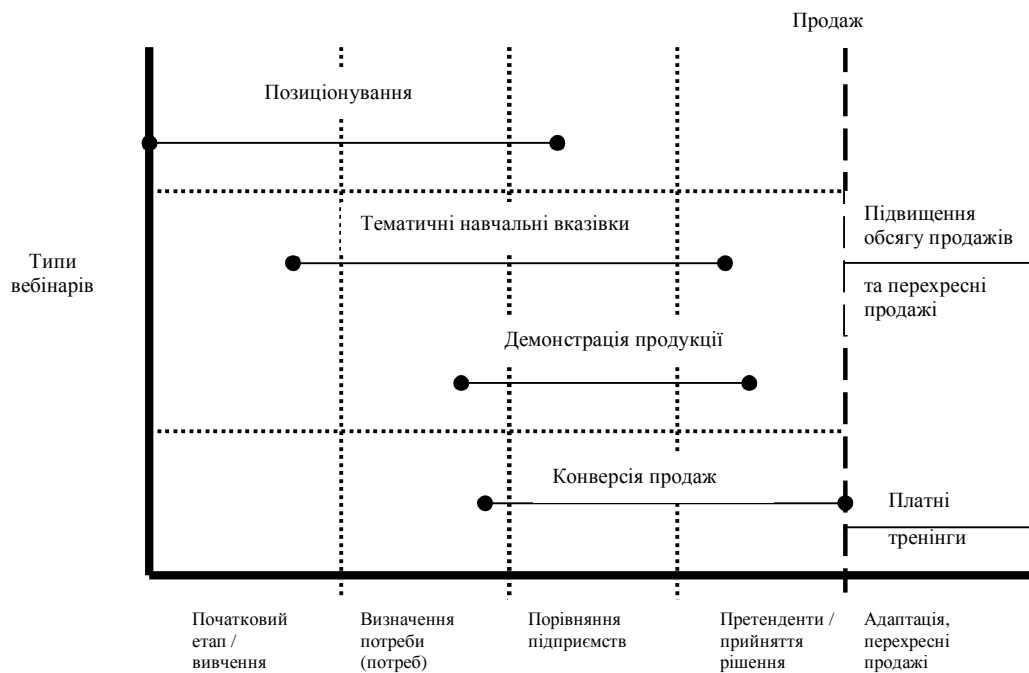 Продаж
Позиціонування
Тематичні навчальні вказівки
Підвищення
обсягу продажів
Типи
вебінарів
та перехресні
продажі
Демонстрація продукції
Конверсія продаж
Платні
тренінги
Початковий
етап /
вивчення
Визначення
потреби
(потреб)
Порівняння
підприємств
Претенденти /
прийняття
рішення
Адаптація,
перехресні
продажі